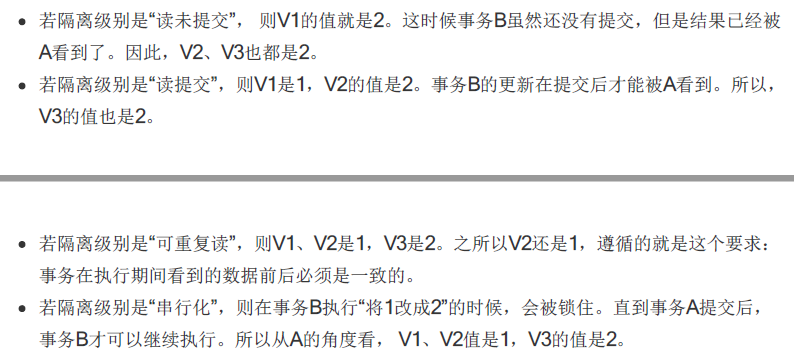 • 若隔离级别是“读未提交”， 则V1的值就是2。这时候事务B虽然还没有提交，但是结果已经被
A看到了。因此，V2、V3也都是2。
• 若隔离级别是“读提交”，则V1是1，V2的值是2。事务B的更新在提交后才能被A看到。所以，
V3的值也是2。
• 若隔离级别是“可重复读”，则V1、V2是1，V3是2。之所以V2还是1，遵循的就是这个要求：
事务在执行期间看到的数据前后必须是一致的。
• 若隔离级别是“串行化”，则在事务B执行“将1改成2”的时候，会被锁住。直到事务A提交后，
事务B才可以继续执行。所以从A的角度看， V1、V2值是1，V3的值是2。